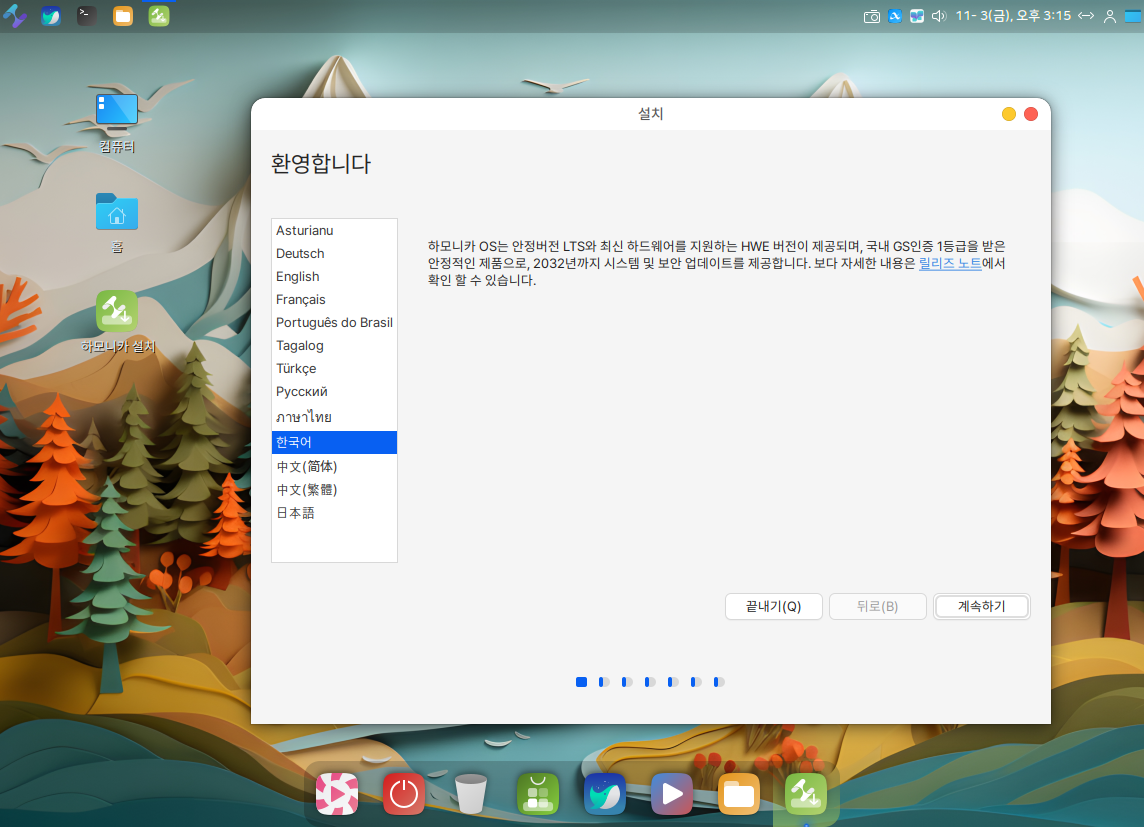 11- 3(금), 오후 3:15
컴퓨터
홈
하모니카 설치
설치
환영합니다
Asturianu
Deutsch
English
Français
Português do Brasil
Tagalog
Türkçe
Русский
ภาษาไทย
한국어
中文(简体)
中文(繁體)
日本語
하모니카 OS는 안정버전 LTS와 최신 하드웨어를 지원하는 HWE 버전이 제공되며, 국내 GS인증 1등급을 받은
안정적인 제품으로, 2032년까지 시스템 및 보안 업데이트를 제공합니다. 보다 자세한 내용은 릴리즈 노트에서
확인 할 수 있습니다.
끝내기(Q)
뒤로(B)
계속하기